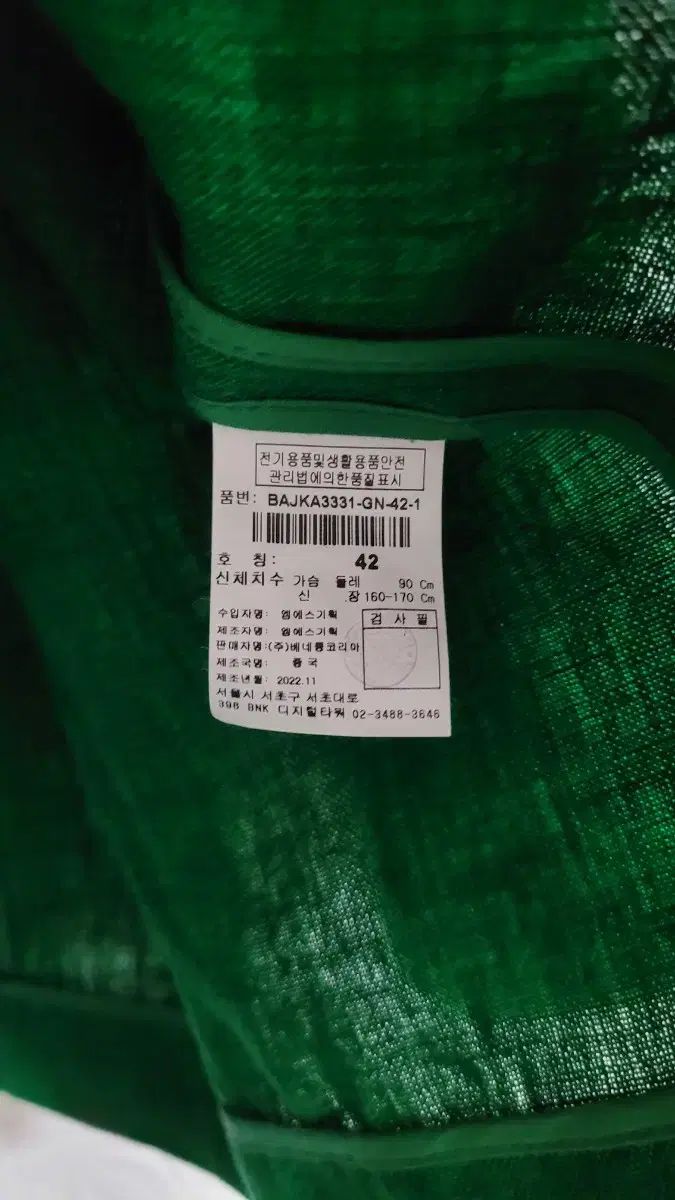 전기용품및생활용품안전
관리법에의한품질표시
품번: BAJKA3331-GN-42-1
호 칭: 42
신체치수 가슴 둘레 90 Cm
신 장 160-170 Cm
수입자명: 엠에스기획
제조자명: 엠에스기획
판매자명:(주)베네통코리아
제조국명: 중국
제조년월: 2022.11
검 사 필
서울시 서초구 서초대로
398 BNK 디지털타워 02-3488-3646